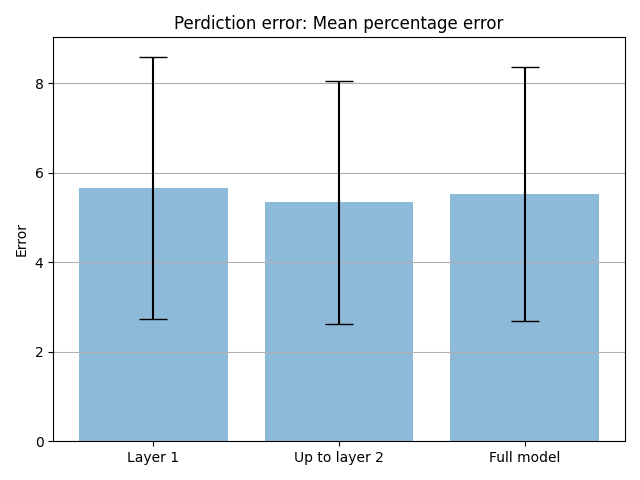 Perdiction error: Mean percentage error
8
6
4
2
0
Error
Layer 1
Up to layer 2
Full model